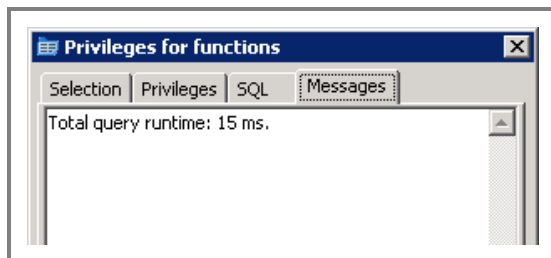 Privileges for functions
Selection Privileges SQL Messages
Total query runtime: 15 ms.